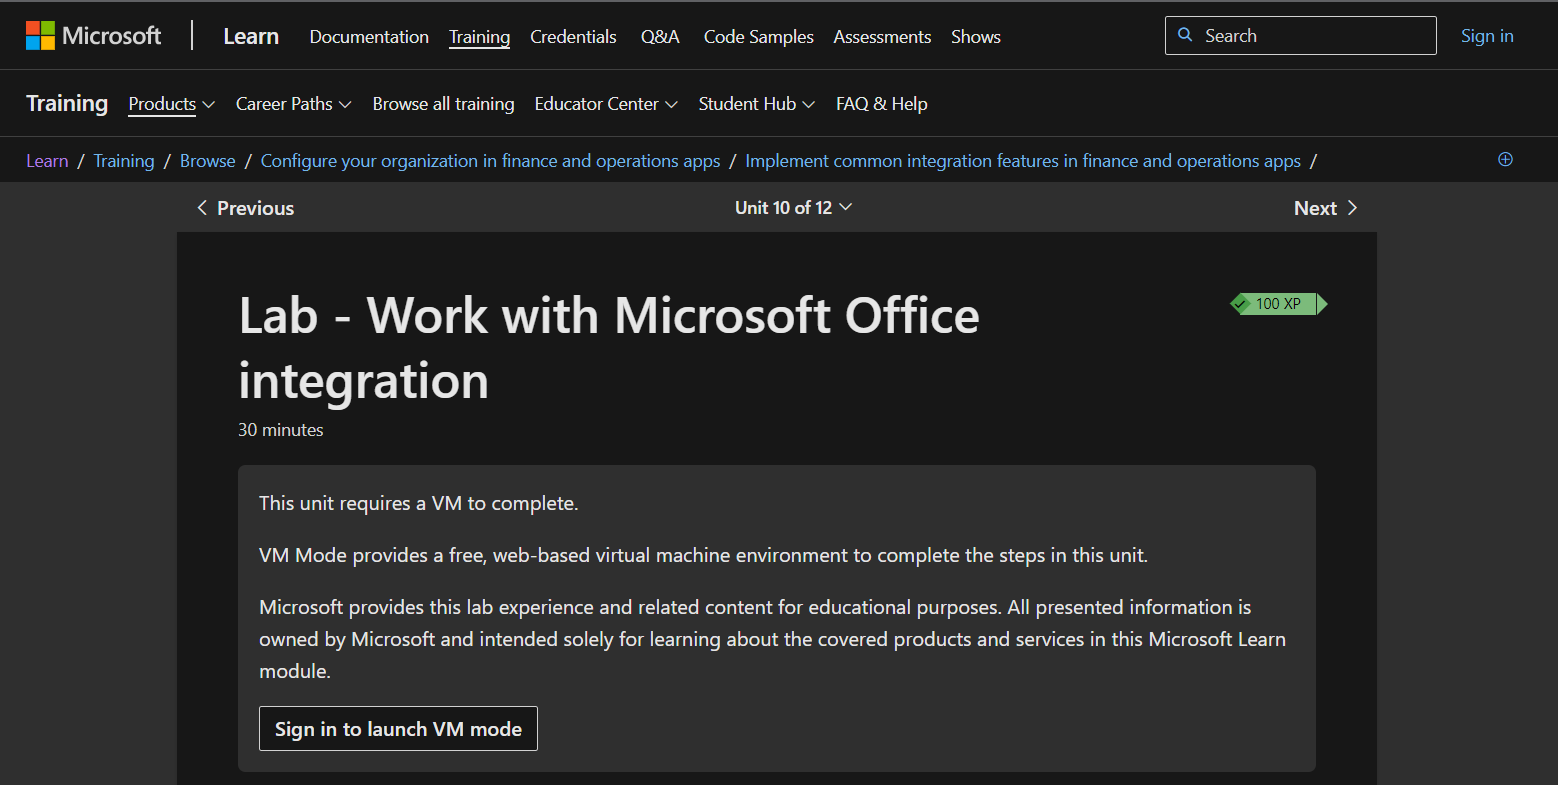 Microsoft Learn Documentation Training Credentials Q&A Code Samples Assessments Shows Search Sign in
Training Products Career Paths Browse all training Educator Center Student Hub FAQ & Help
Learn / Training / Browse / Configure your organization in finance and operations apps / Implement common integration features in finance and operations apps /
Previous Unit 10 of 12 Next
Lab - Work with Microsoft Office
integration
100 XP
30 minutes
This unit requires a VM to complete.
VM Mode provides a free, web-based virtual machine environment to complete the steps in this unit.
Microsoft provides this lab experience and related content for educational purposes. All presented information is
owned by Microsoft and intended solely for learning about the covered products and services in this Microsoft Learn
module.
Sign in to launch VM mode